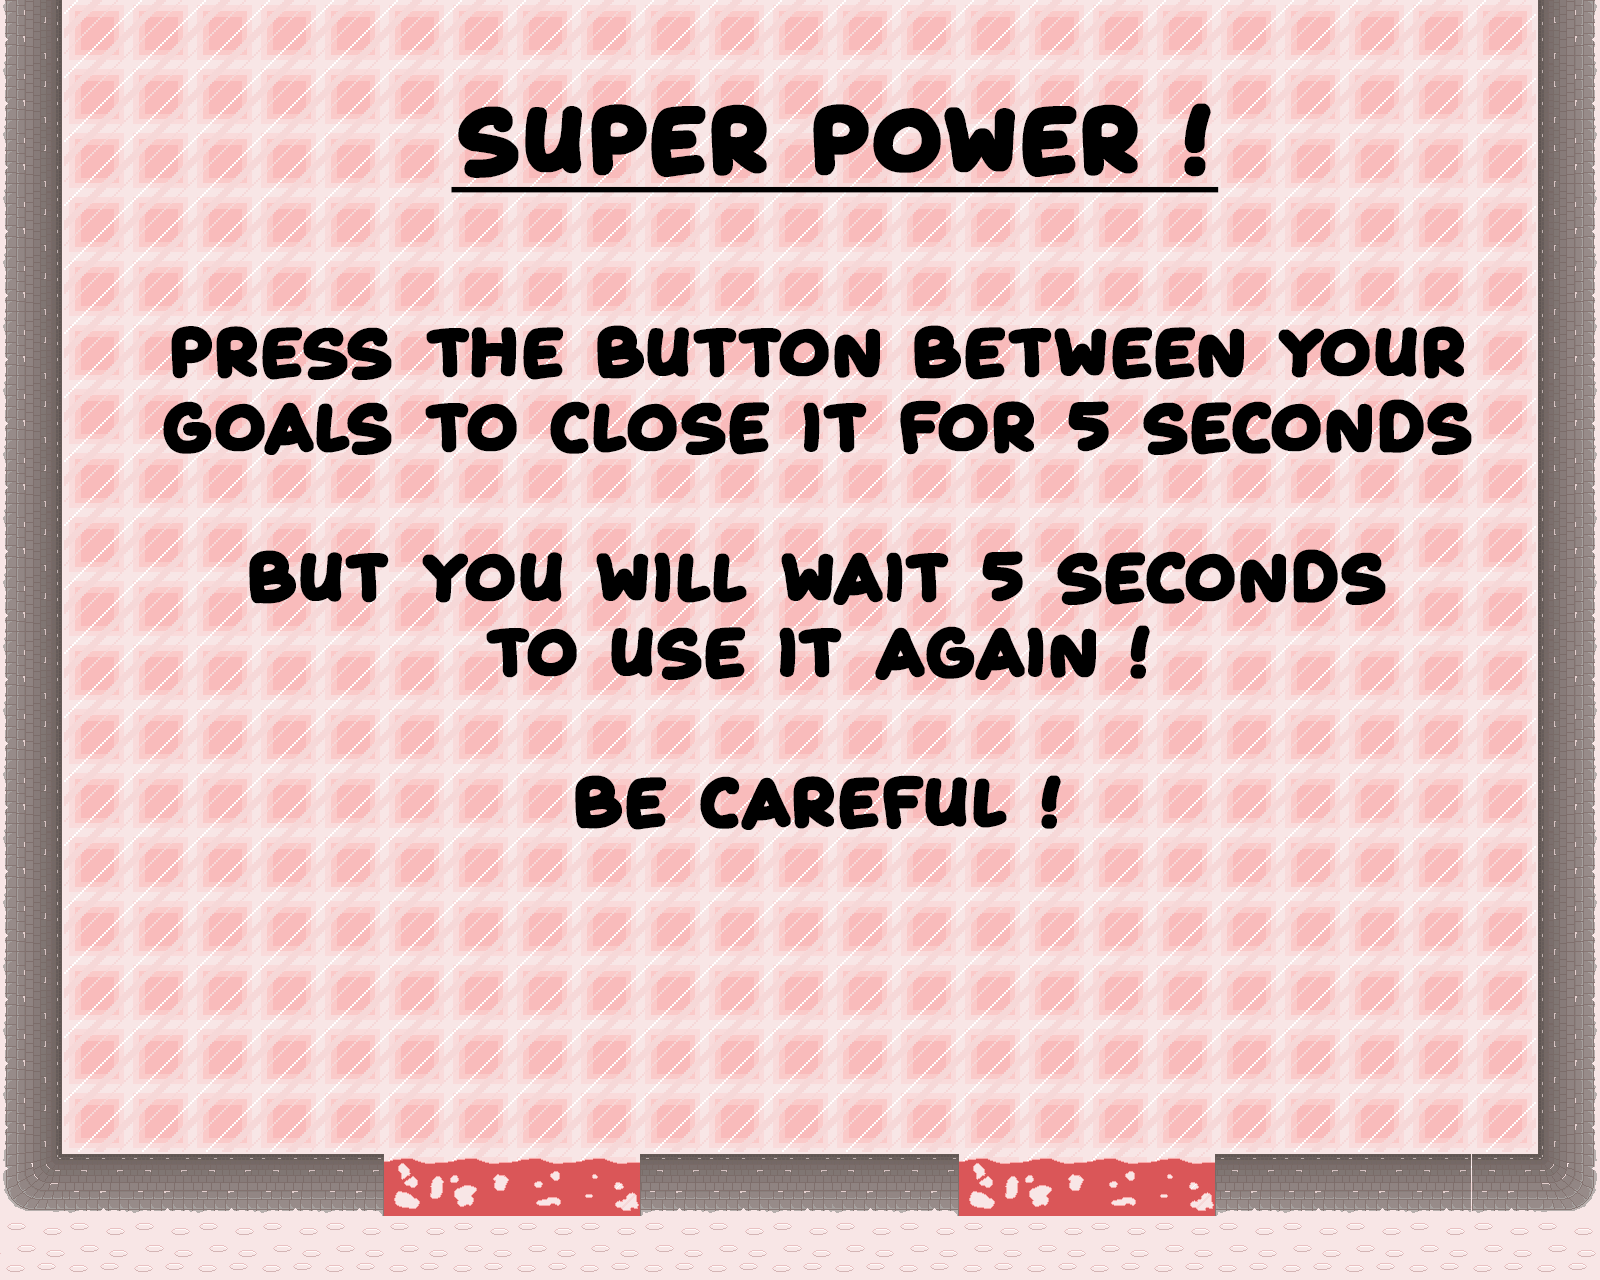 SUPER POWER !
PRESS THE BUTTON BETWEEN YOUR
GOALS TO CLOSE IT FOR 5 SECONDS
BUT YOU WILL WAIT 5 SECONDS
TO USE IT AGAIN !
BE CAREFUL !